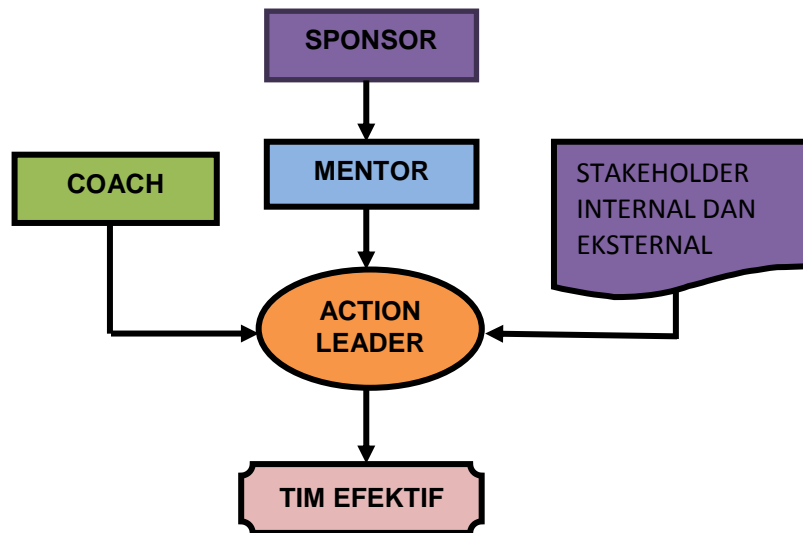 SPONSOR
COACH
MENTOR
STAKEHOLDER
INTERNAL DAN
EKSTERNAL
ACTION
LEADER
TIM EFEKTIF